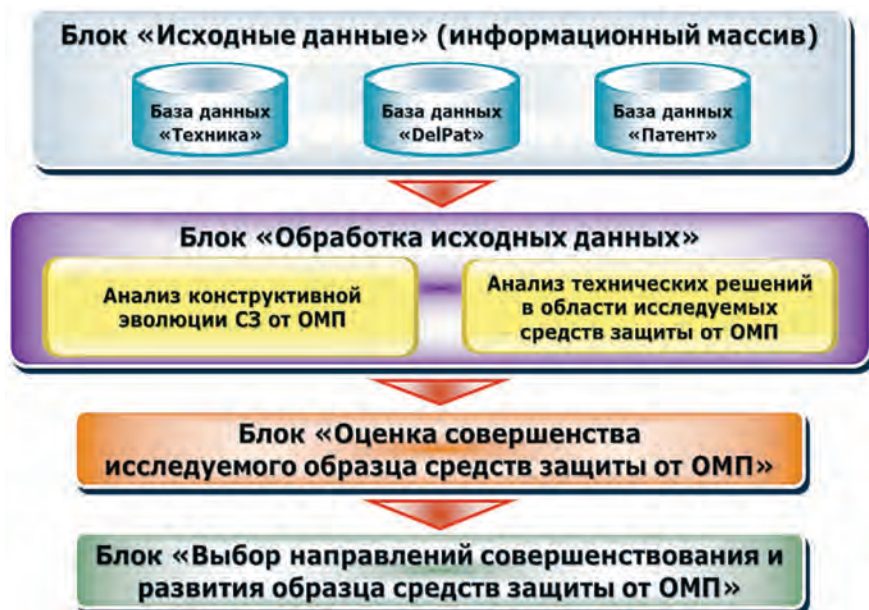 Блок «Исходные данные» (информационный массив)
База данных
«Техника»
База данных
«DelPat»
База данных
«Патент»
Блок «Обработка исходных данных»
Анализ конструктивной
эволюции СЗ от ОМП
Анализ технических решений
в области исследуемых
средств защиты от ОМП
Блок «Оценка совершенства
исследуемого образца средств защиты от ОМП»
Блок «Выбор направлений совершенствования и
развития образца средств защиты от ОМП»